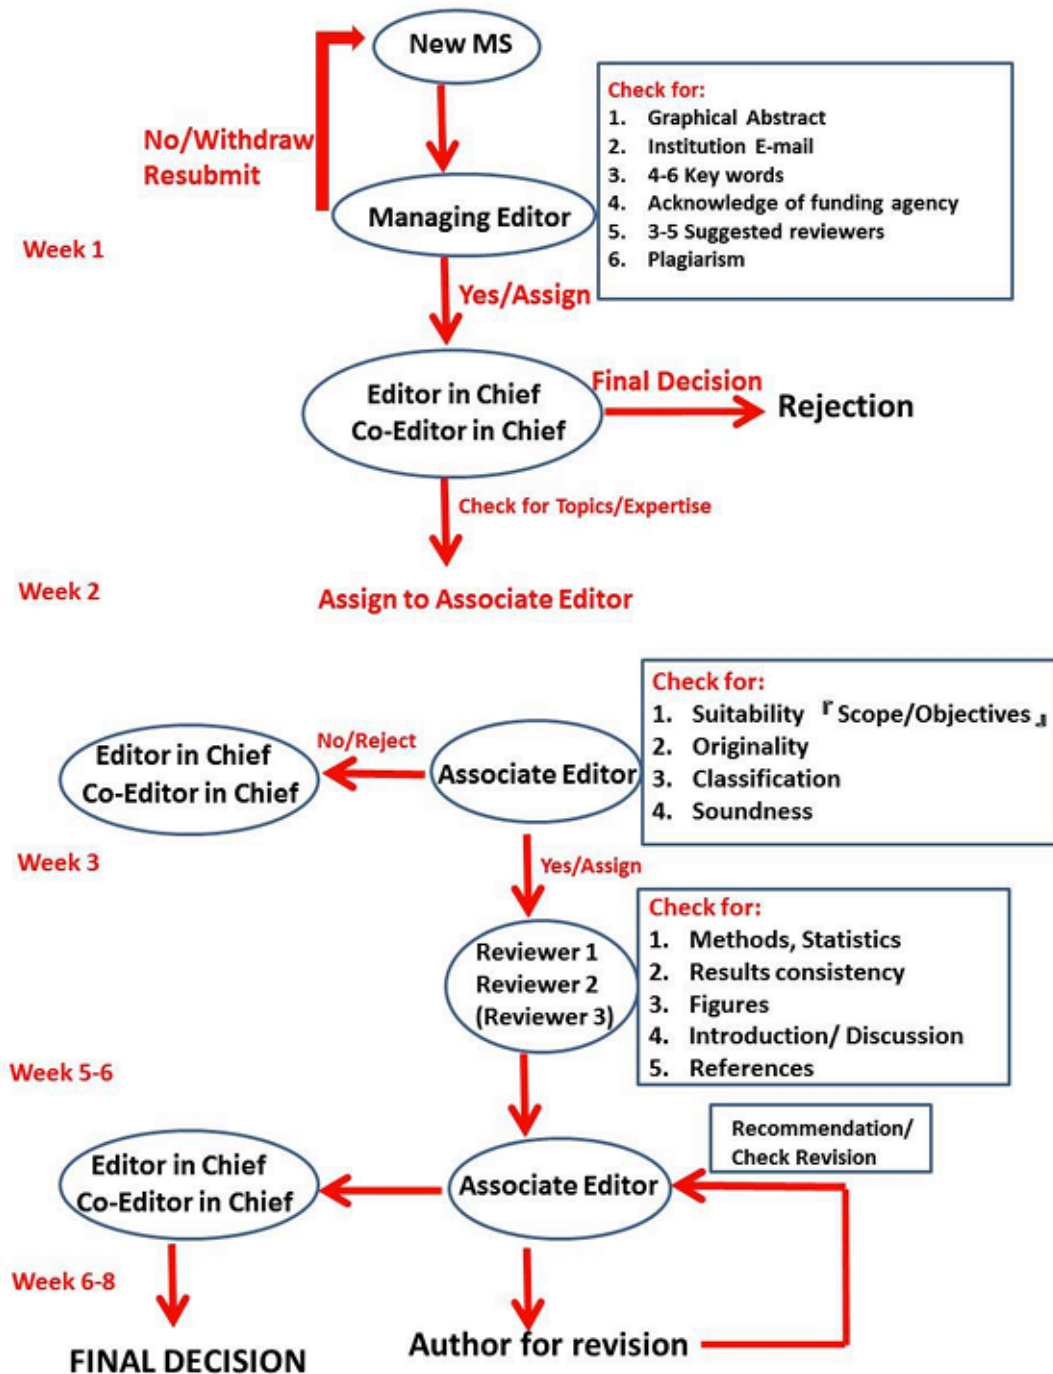 New MS
Check for:
1. Graphical Abstract
2. Institution E-mail
3. 4-6 Key words
4. Acknowledge of funding agency
5. 3-5 Suggested reviewers
6. Plagiarism
No/Withdraw
Resubmit
Managing Editor
Week 1
Yes/Assign
Editor in Chief
Co-Editor in Chief
Final Decision
Rejection
Check for Topics/Expertise
Week 2
Assign to Associate Editor
Check for:
1. Suitability 『Scope/Objectives』
2. Originality
3. Classification
4. Soundness
Editor in Chief
Co-Editor in Chief
No/Reject
Associate Editor
Week 3
Yes/Assign
Check for:
1. Methods, Statistics
2. Results consistency
3. Figures
4. Introduction/ Discussion
5. References
Reviewer 1
Reviewer 2
(Reviewer 3)
Week 5-6
Recommendation/
Check Revision
Editor in Chief
Co-Editor in Chief
Associate Editor
Week 6-8
Author for revision
FINAL DECISION